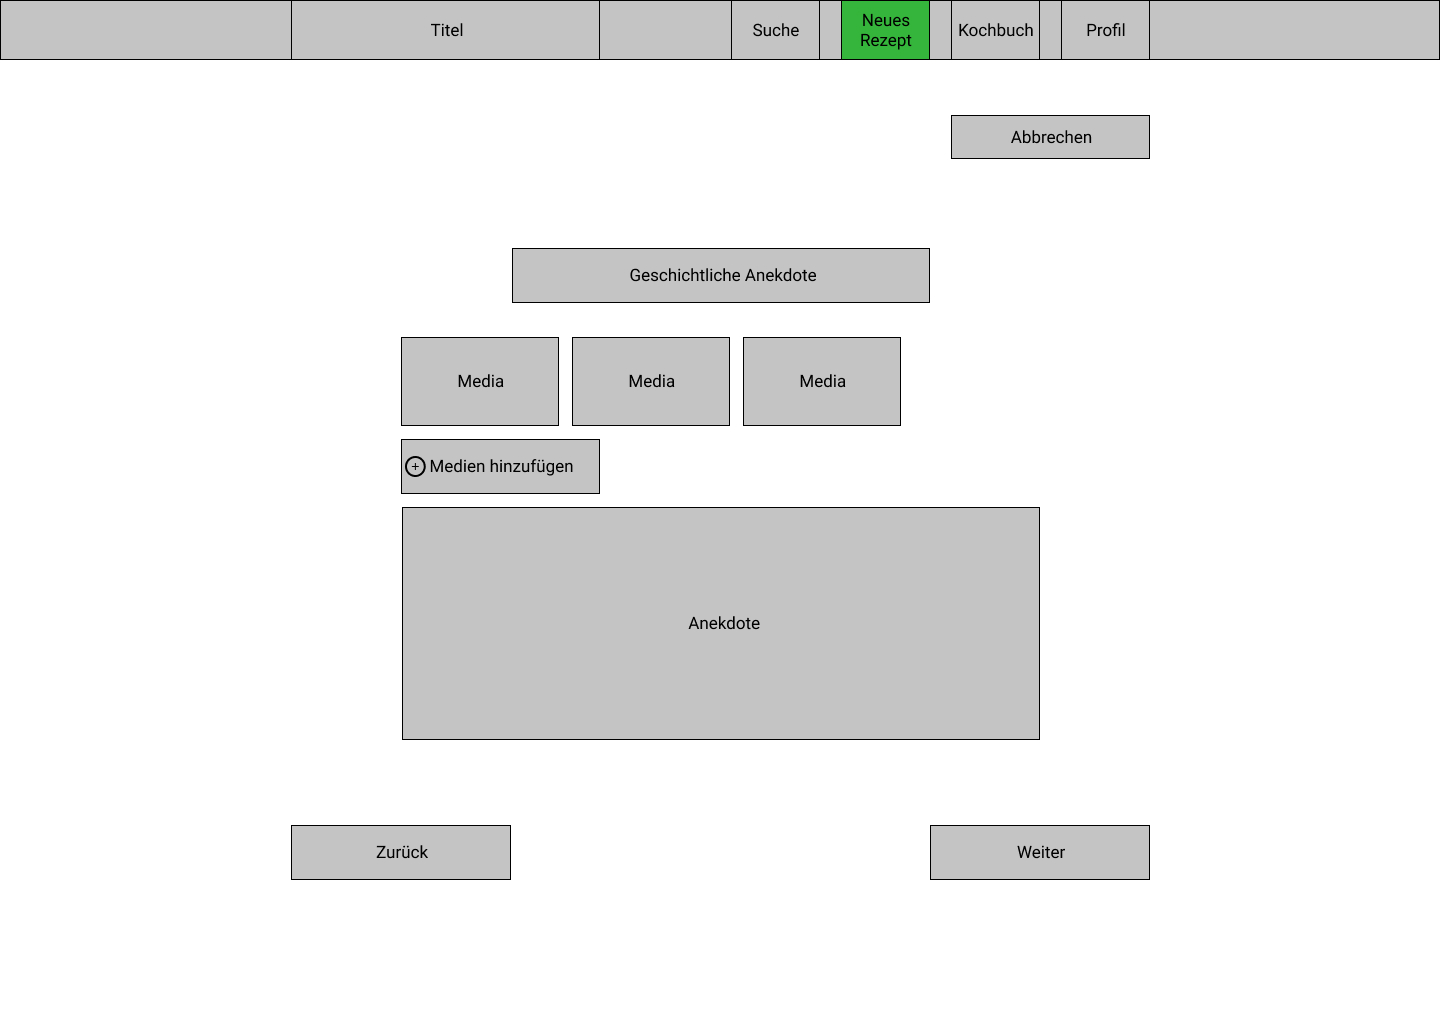 Titel
Suche
Neues
Rezept
Kochbuch
Profil
Abbrechen
Geschichtliche Anekdote
Media
Media
Media
+ Medien hinzufügen
Anekdote
Zurück
Weiter